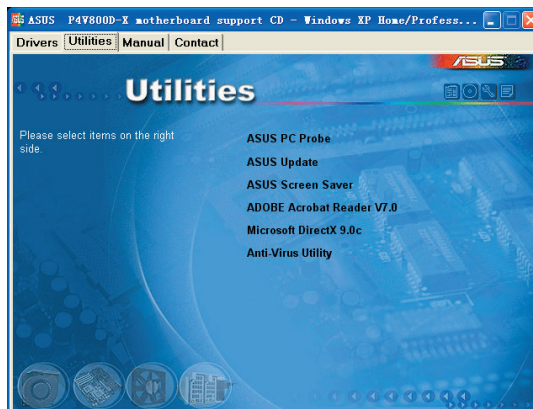 ASUS P4V800D-X motherboard support CD - Windows XP Home/Profess...
Drivers Utilities Manual Contact
ASUS
Utilities
Please select items on the right
side.
ASUS PC Probe
ASUS Update
ASUS Screen Saver
ADOBE Acrobat Reader V7.0
Microsoft DirectX 9.0c
Anti-Virus Utility